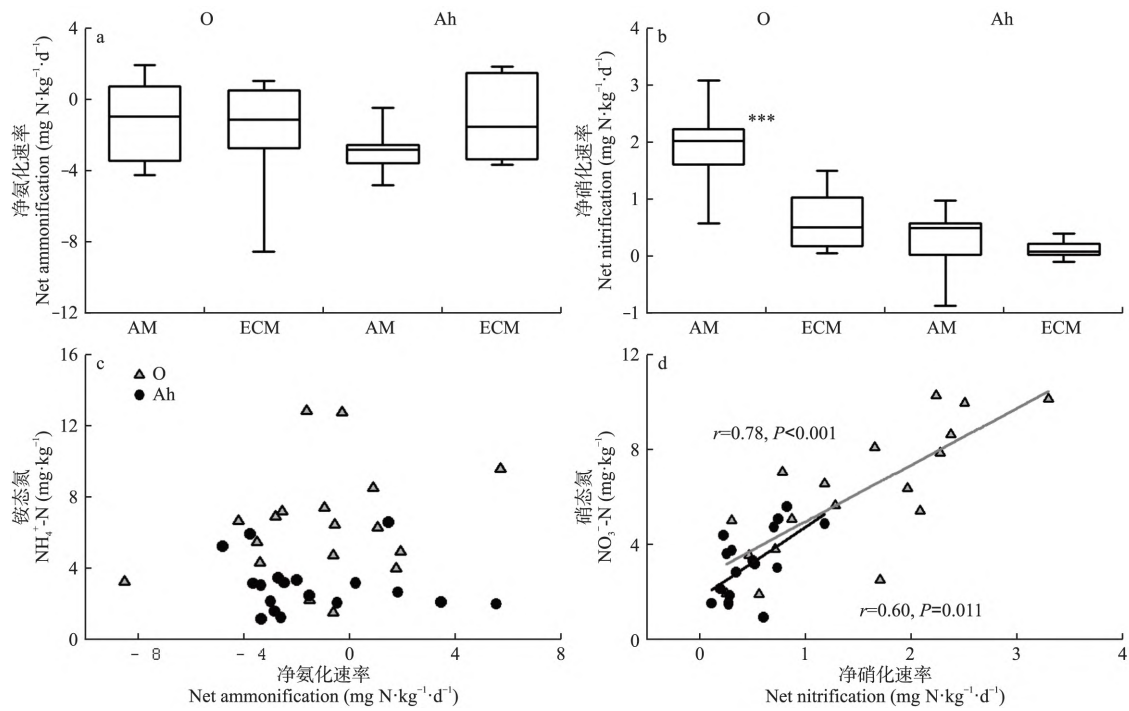 O Ah
a
净氨化速率
Net ammonification (mg N·kg⁻¹·d⁻¹)
4
0
−4
−8
−12
AM ECM AM ECM
O Ah
b
净硝化速率
Net nitrification (mg N·kg⁻¹·d⁻¹)
4
3
2
1
0
−1
***
AM ECM AM ECM
c
O
Ah
铵态氮
NH₄⁺-N (mg·kg⁻¹)
16
12
8
4
0
−8 −4 0 4 8
净氨化速率
Net ammonification (mg N·kg⁻¹·d⁻¹)
d
硝态氮
NO₃⁻-N (mg·kg⁻¹)
12
8
4
0
r=0.78, P<0.001
r=0.60, P=0.011
0 1 2 3 4
净硝化速率
Net nitrification (mg N·kg⁻¹·d⁻¹)